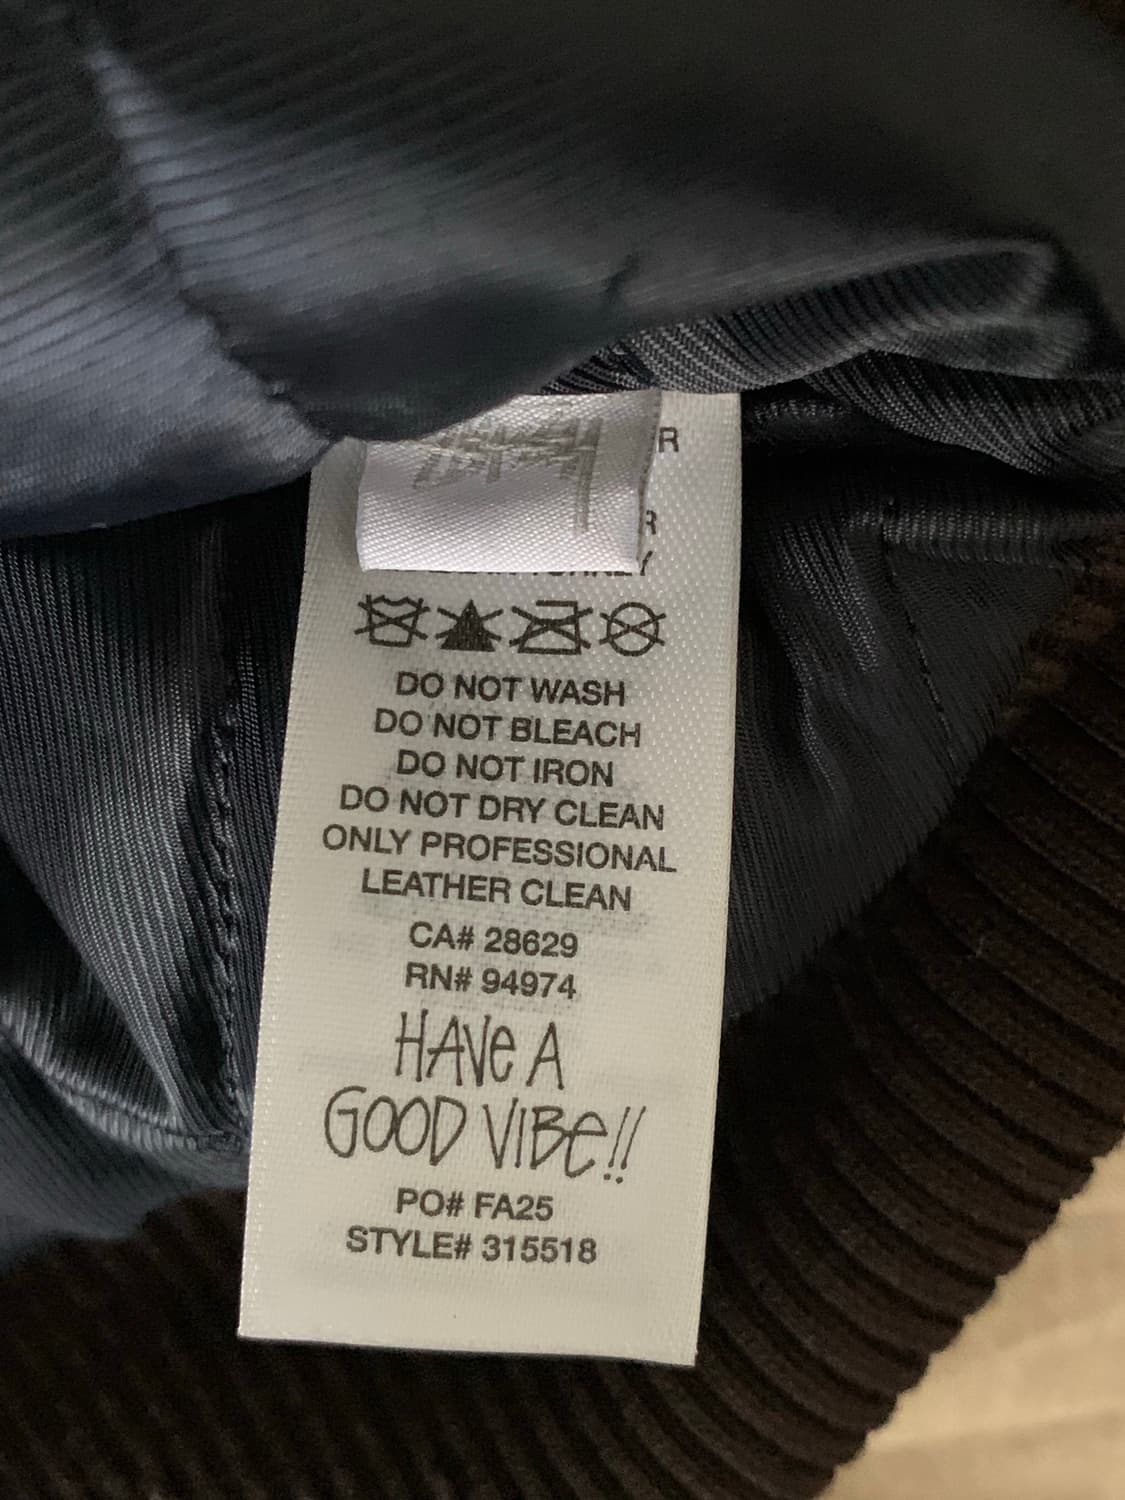 R
R
DO NOT WASH
DO NOT BLEACH
DO NOT IRON
DO NOT DRY CLEAN
ONLY PROFESSIONAL
LEATHER CLEAN
CA# 28629
RN# 94974
HAVE A
GOOD VIBE!!
PO# FA25
STYLE# 315518